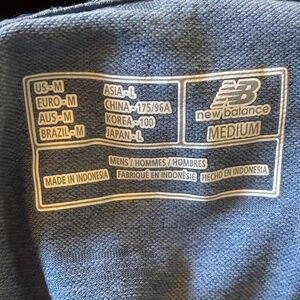 US-M
EURO-M
AUS-M
BRAZIL-M
ASIA-L
CHINA-175/96A
KOREA-100
JAPAN-L
NB
new balance
MEDIUM
MENS / HOMMES / HOMBRES
MADE IN INDONESIA
FABRIQUÉ EN INDONÉSIE
HECHO EN INDONESIA